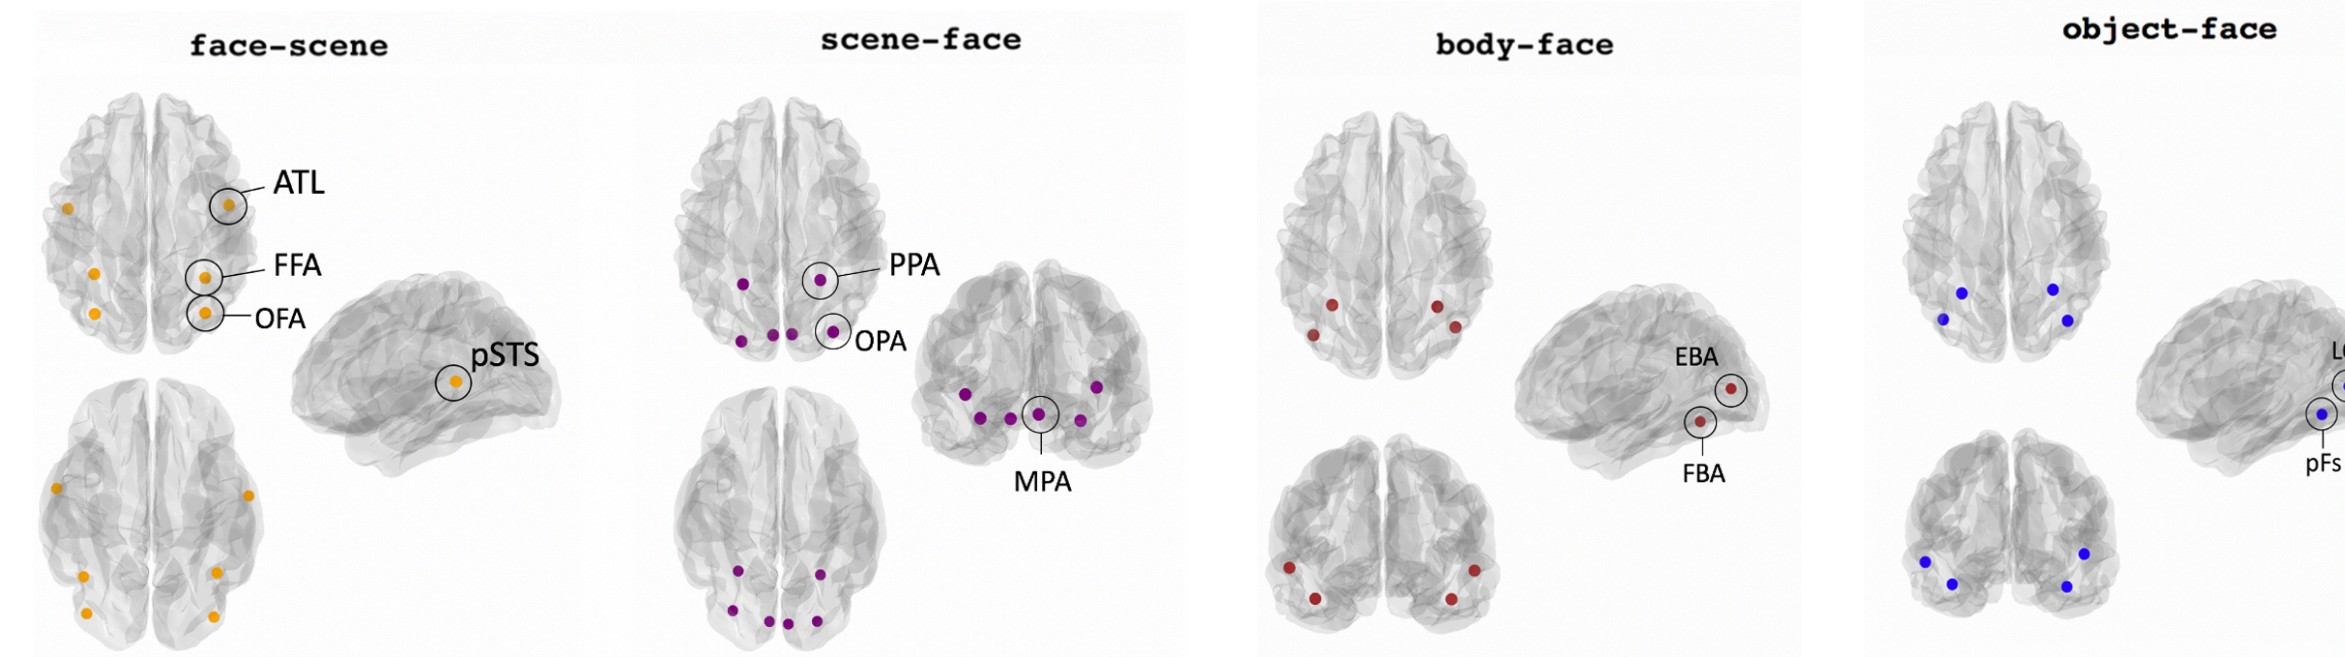 face-scene
ATL
FFA
OFA
pSTS
scene-face
PPA
OPA
MPA
body-face
EBA
FBA
object-face
pFs